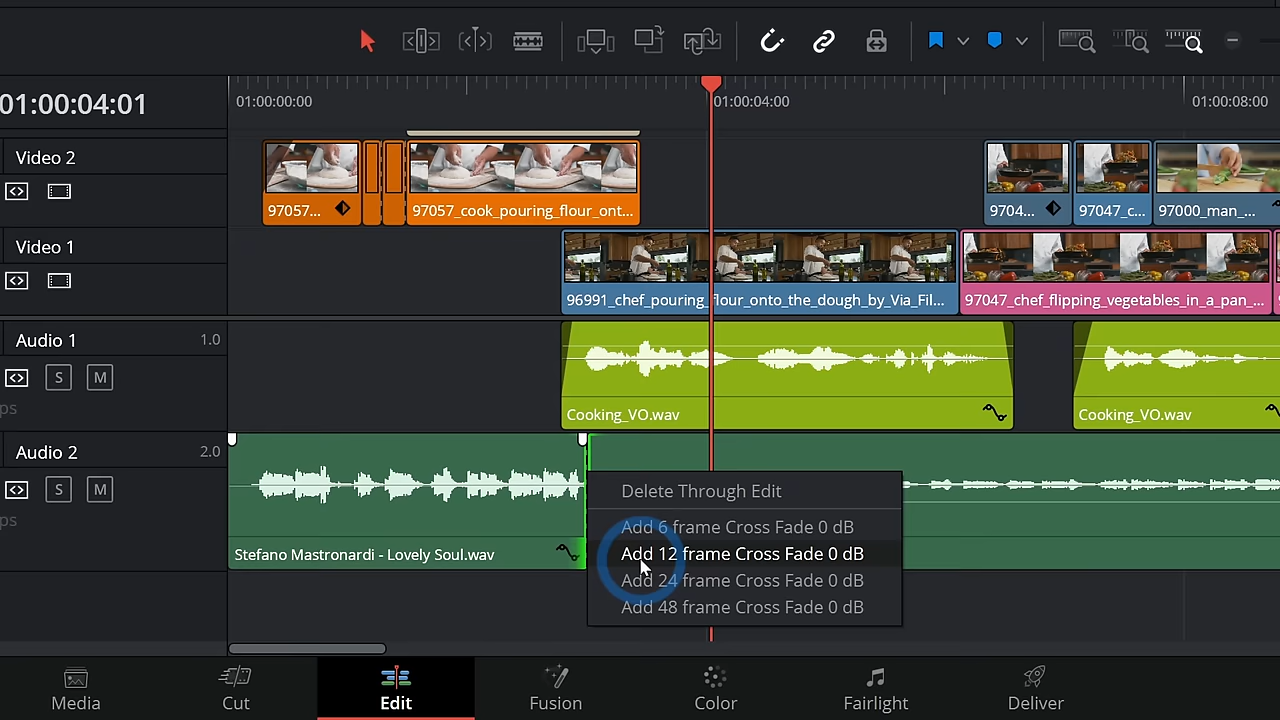 01:00:04:01
01:00:00:00
01:00:04:00
01:00:08:00
Video 2
97057...
97057_cook_pouring_flour_ont...
9704...
97047_c...
97000_man_...
Video 1
96991_chef_pouring_flour_onto_the_dough_by_Via_Fil...
97047_chef_flipping_vegetables_in_a_pan_...
Audio 1
1.0
S
M
ps
Cooking_VO.wav
Cooking_VO.wav
Audio 2
2.0
S
M
ps
Stefano Mastronardi - Lovely Soul.wav
Delete Through Edit
Add 6 frame Cross Fade 0 dB
Add 12 frame Cross Fade 0 dB
Add 24 frame Cross Fade 0 dB
Add 48 frame Cross Fade 0 dB
Media
Cut
Edit
Fusion
Color
Fairlight
Deliver